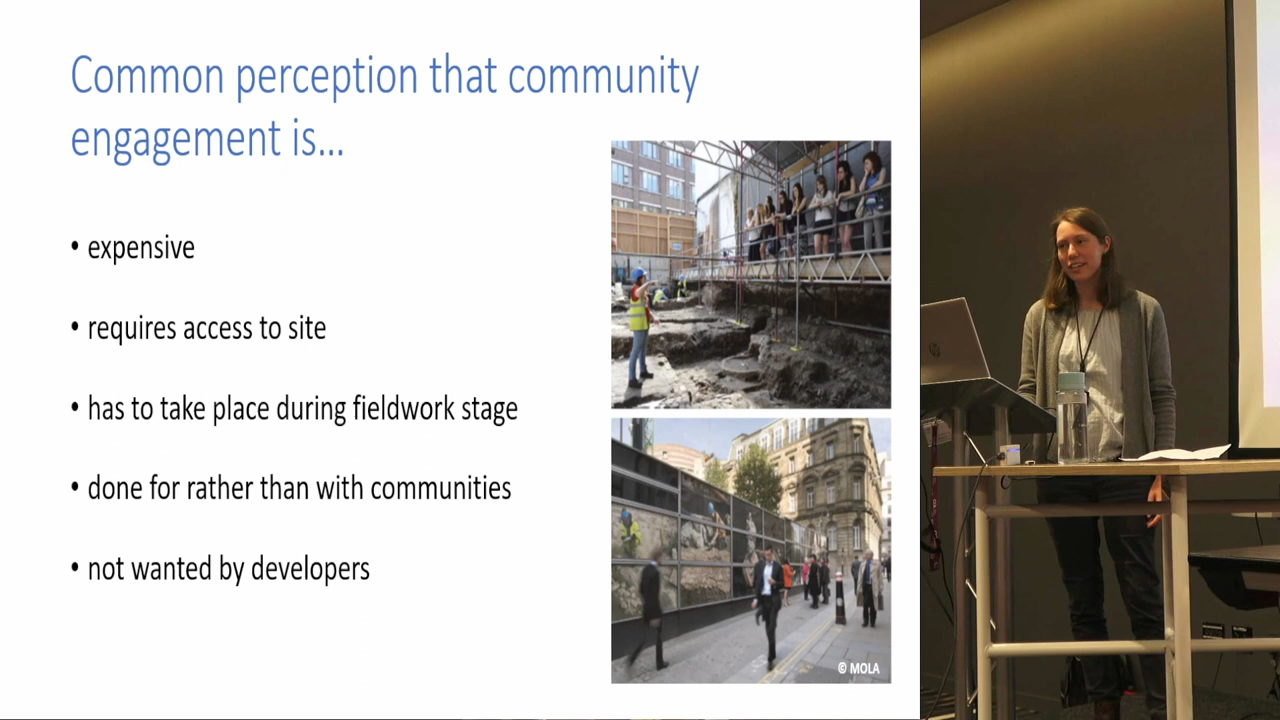 Common perception that community
engagement is...
• expensive
• requires access to site
• has to take place during fieldwork stage
• done for rather than with communities
• not wanted by developers
© MOLA